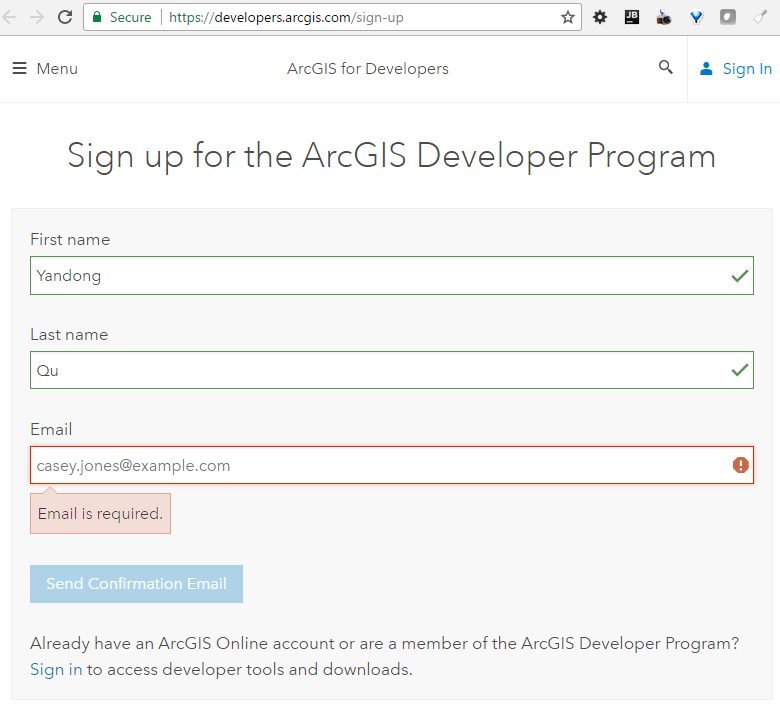 Secure https://developers.arcgis.com/sign-up
JB
Menu ArcGIS for Developers Sign In
Sign up for the ArcGIS Developer Program
First name
Yandong
Last name
Qu
Email
casey.jones@example.com
Email is required.
Send Confirmation Email
Already have an ArcGIS Online account or are a member of the ArcGIS Developer Program?
Sign in to access developer tools and downloads.